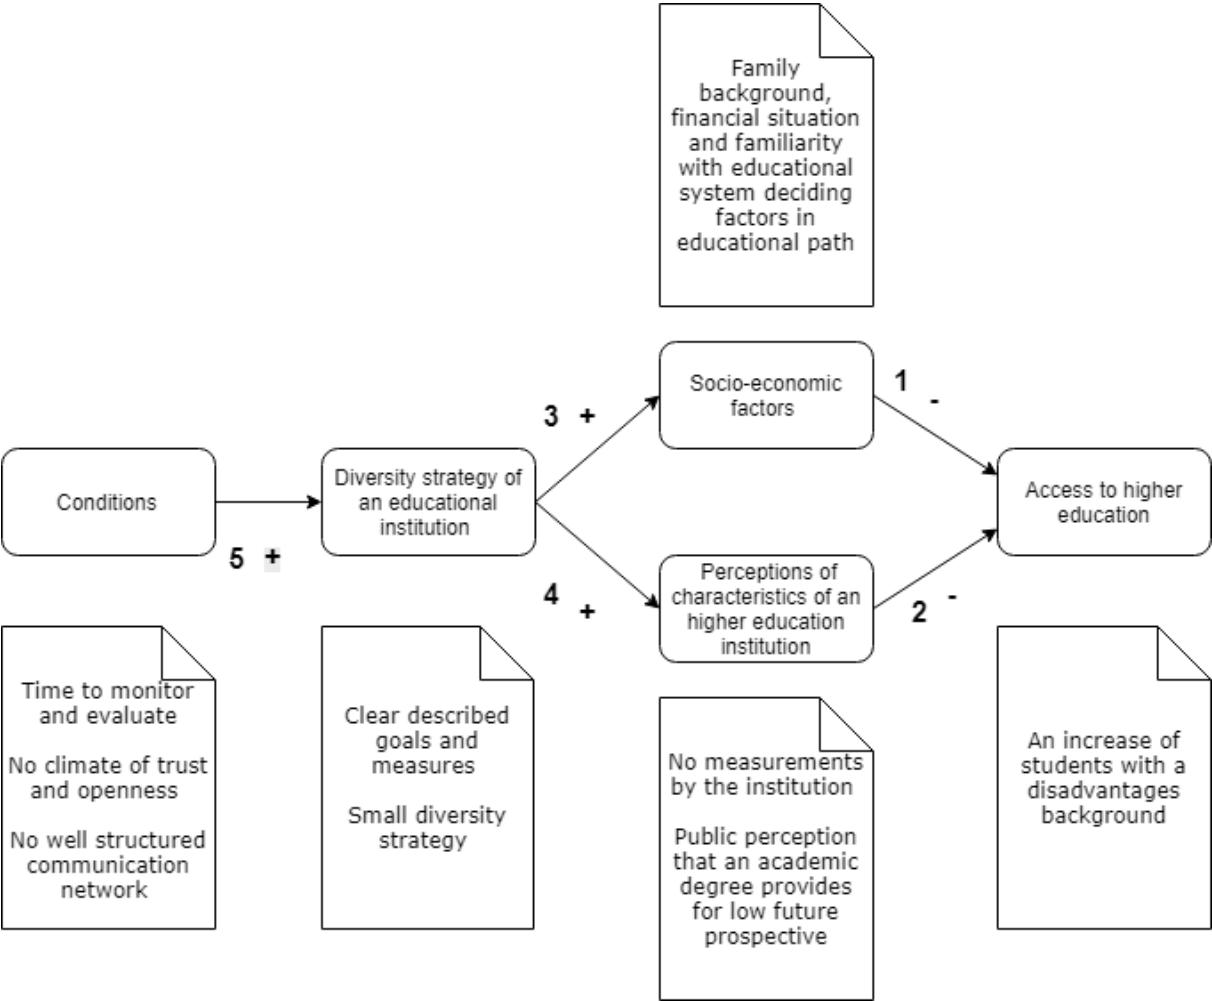 Family
background,
financial situation
and familiarity
with educational
system deciding
factors in
educational path
Socio-economic
factors
1
-
3 +
Conditions
Diversity strategy of
an educational
institution
Access to higher
education
5 +
4
+
Perceptions of
characteristics of an
higher education
institution
2
-
Time to monitor
and evaluate
No climate of trust
and openness
No well structured
communication
network
Clear described
goals and
measures
Small diversity
strategy
No measurements
by the institution
Public perception
that an academic
degree provides
for low future
prospective
An increase of
students with a
disadvantages
background